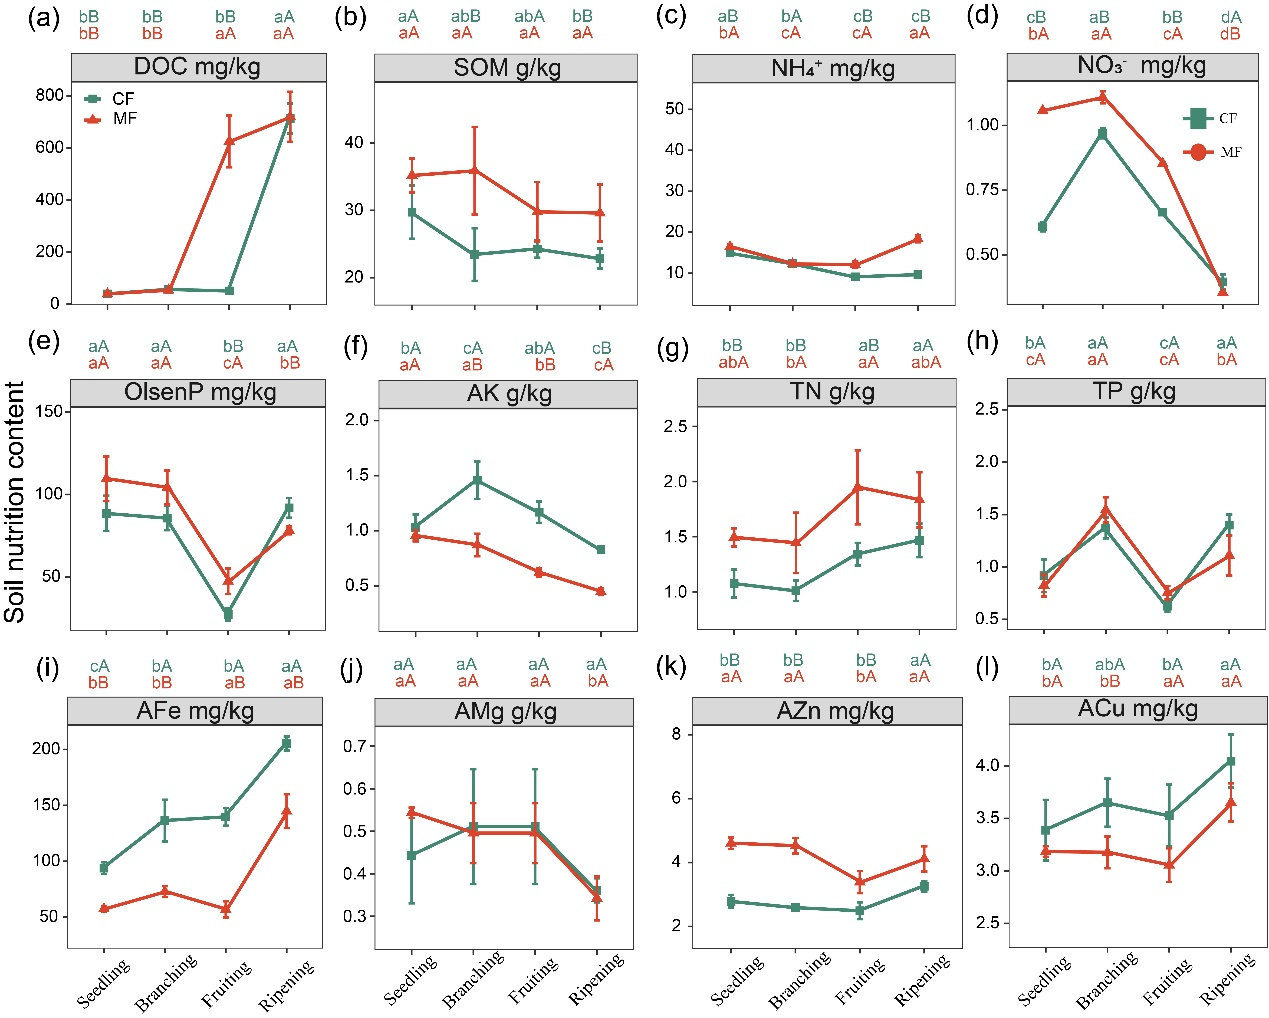 (a) bB bB bB aA
bB bB aA aA
DOC mg/kg
800
600
400
200
0
CF
MF
(b) aA abB abA bB
aA aA aA aA
SOM g/kg
40
30
20
(c) aB bB cB cB
bA cA cA aA
NH₄⁺ mg/kg
50
40
30
20
10
(d) cB aB bB dA
bA aA cA dB
NO₃⁻ mg/kg
1.00
0.75
0.50
CF
MF
Soil nutrition content
(e) aA aA bB aA
aA aA cA bB
OlsenP mg/kg
150
100
50
(f) bA cA abA cB
aA aB bB cA
AK g/kg
2.0
1.5
1.0
0.5
(g) bB bB aB aA
abA bA aA abA
TN g/kg
2.5
2.0
1.5
1.0
(h) bA aA cA aA
cA aA cA bA
TP g/kg
2.5
2.0
1.5
1.0
0.5
(i) cA bA bA aA
bB bB aB aB
AFe mg/kg
200
150
100
50
Seedling Branching Fruiting Ripening
(j) aA aA aA aA
aA aA aA bA
AMg g/kg
0.7
0.6
0.5
0.4
0.3
Seedling Branching Fruiting Ripening
(k) bB bB bB aA
aA aA bA aA
AZn mg/kg
8
6
4
2
Seedling Branching Fruiting Ripening
(l) bA abA bA aA
bA bB aA aA
ACu mg/kg
4.0
3.5
3.0
2.5
Seedling Branching Fruiting Ripening